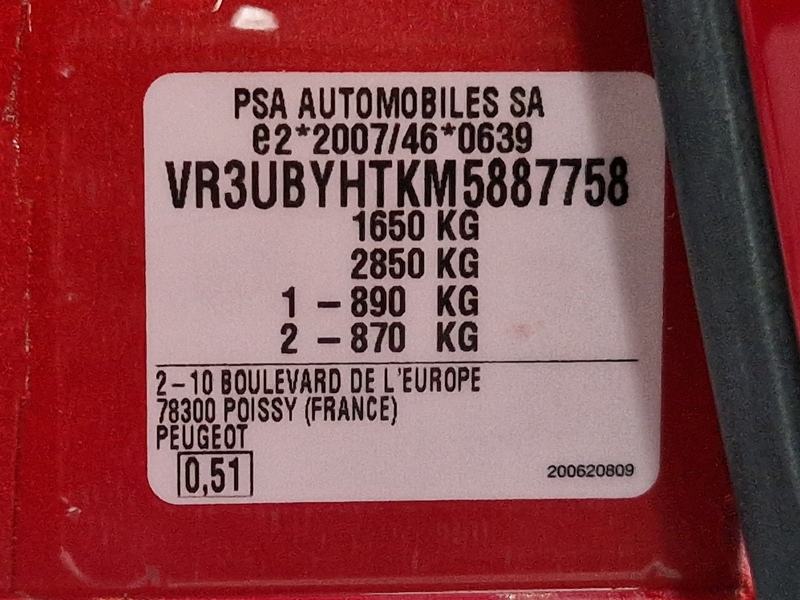 PSA AUTOMOBILES SA
e2*2007/46*0639
VR3UBYHTKM5887758
1650 KG
2850 KG
1 – 890 KG
2 – 870 KG
2 – 10 BOULEVARD DE L'EUROPE
78300 POISSY (FRANCE)
PEUGEOT
0,51
200620809